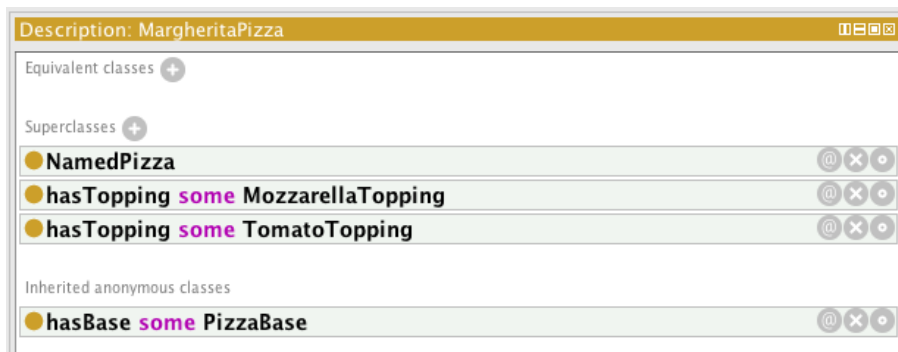 Description: MargheritaPizza
Equivalent classes
Superclasses
NamedPizza
hasTopping some MozzarellaTopping
hasTopping some TomatoTopping
Inherited anonymous classes
hasBase some PizzaBase